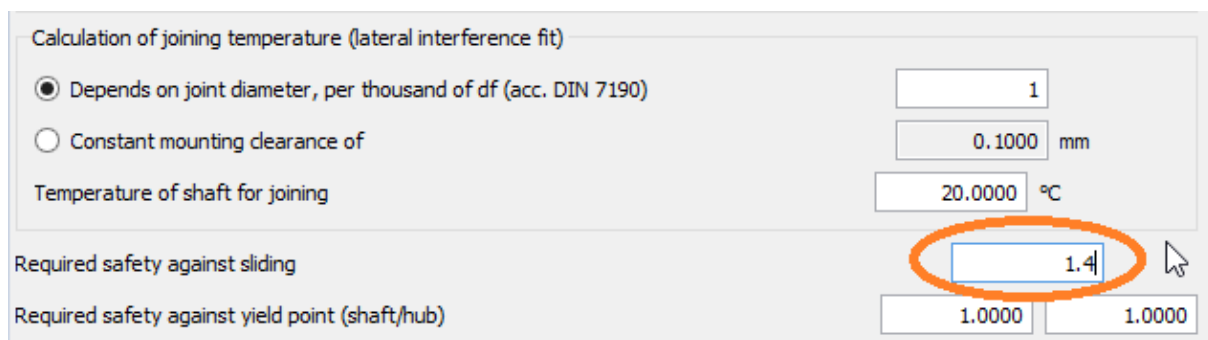 Calculation of joining temperature (lateral interference fit)
Depends on joint diameter, per thousand of df (acc. DIN 7190) 1
Constant mounting clearance of 0.1000 mm
Temperature of shaft for joining 20.0000 °C
Required safety against sliding 1.4
Required safety against yield point (shaft/hub) 1.0000 1.0000